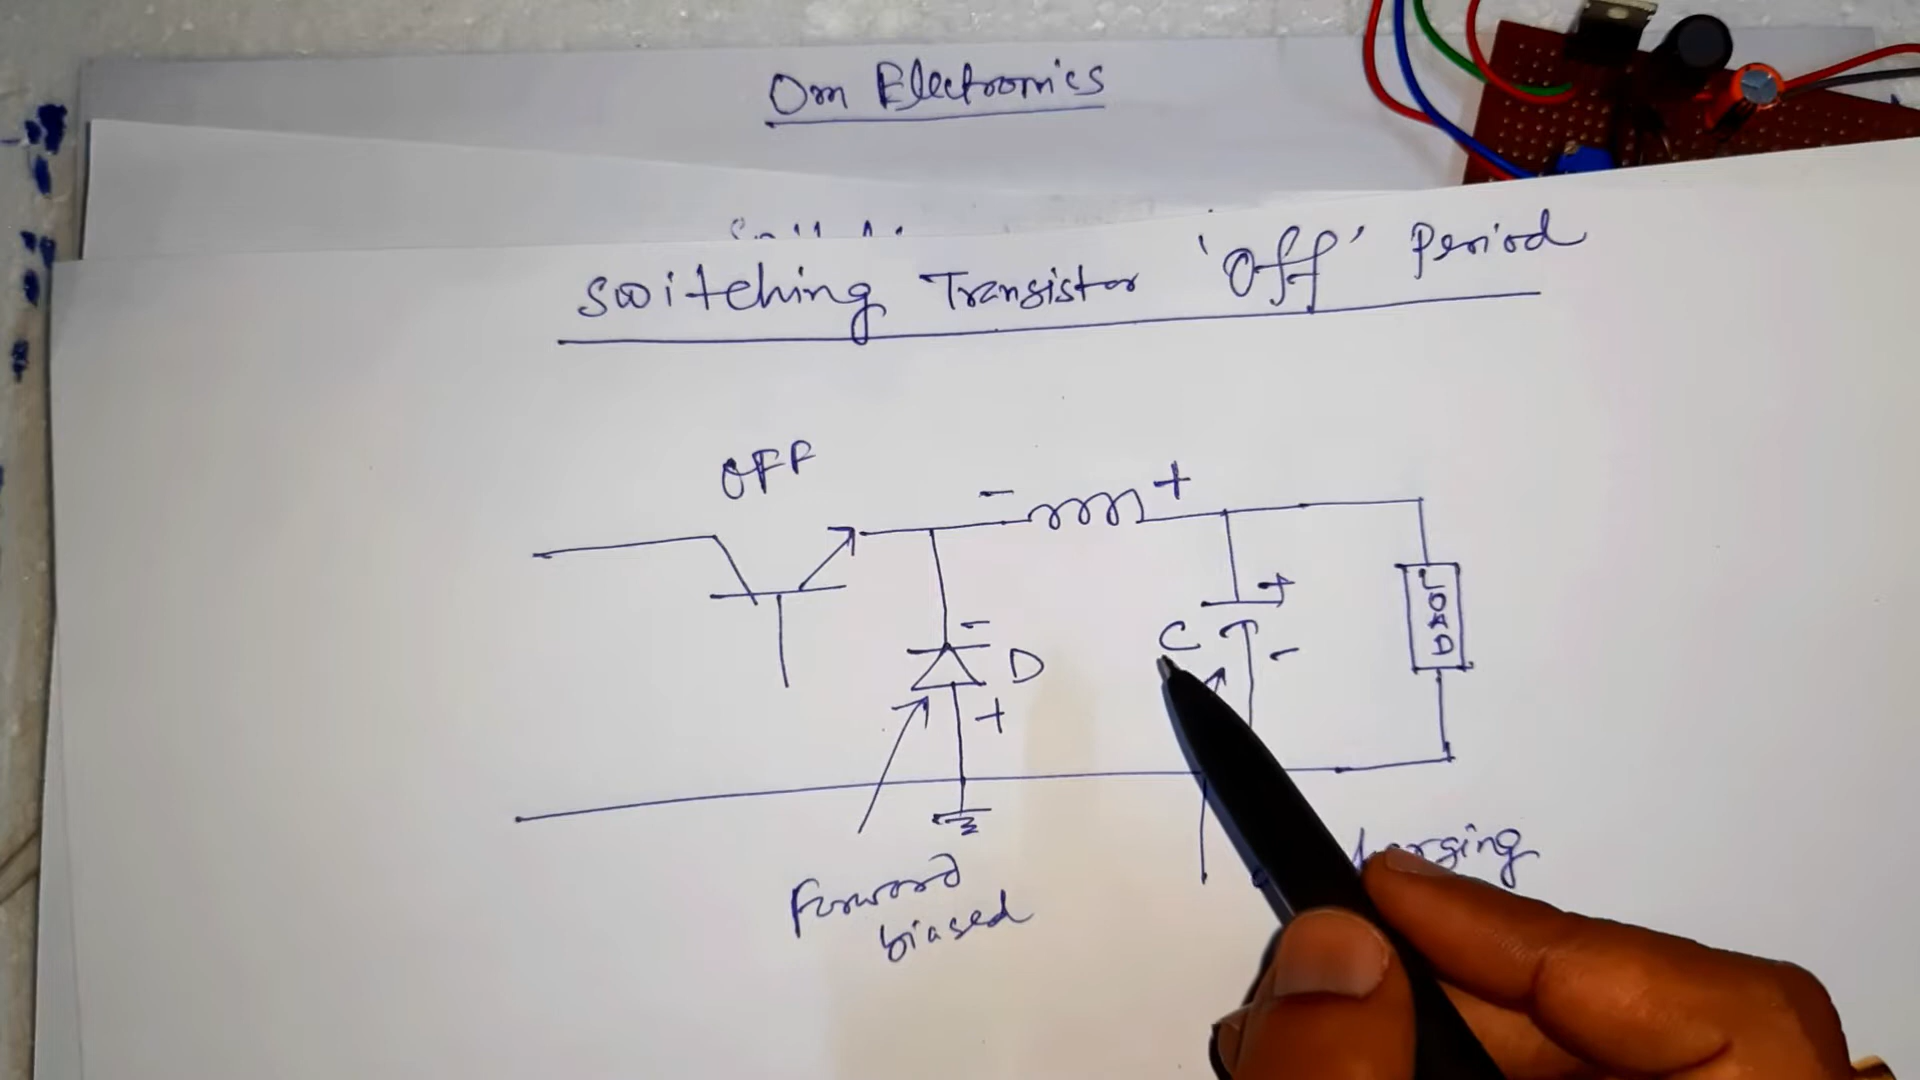 Om Electronics
Switching Transistor 'Off' Period
OFF
- +
+
-
C
-
D
+
LOAD
Forward
biased